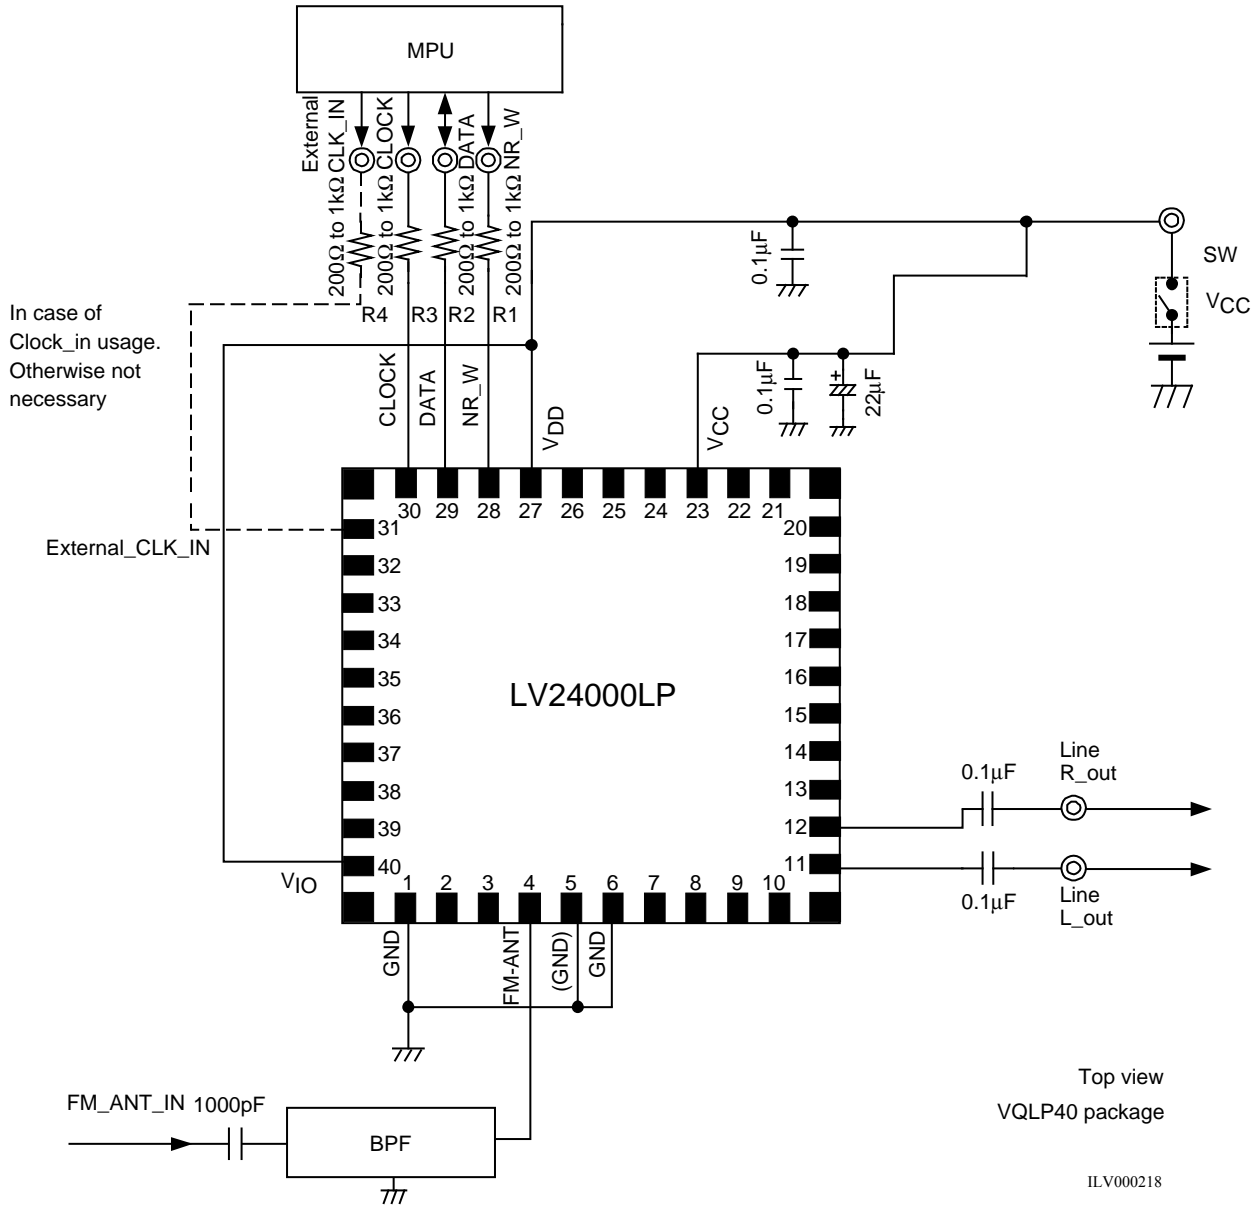 MPU
External
CLK_IN
CLOCK
DATA
NR_W
200Ω to 1kΩ
200Ω to 1kΩ
200Ω to 1kΩ
200Ω to 1kΩ
R4
R3
R2
R1
In case of
Clock_in usage.
Otherwise not
necessary
CLOCK
DATA
NR_W
VDD
VCC
0.1μF
0.1μF
22μF
+
SW
VCC
30
29
28
27
26
25
24
23
22
21
External_CLK_IN
31
32
33
34
35
36
37
38
39
40
VIO
LV24000LP
20
19
18
17
16
15
14
13
12
11
0.1μF
Line
R_out
0.1μF
Line
L_out
1
2
3
4
5
6
7
8
9
10
GND
FM-ANT
(GND)
GND
FM_ANT_IN
1000pF
BPF
Top view
VQLP40 package
ILV000218